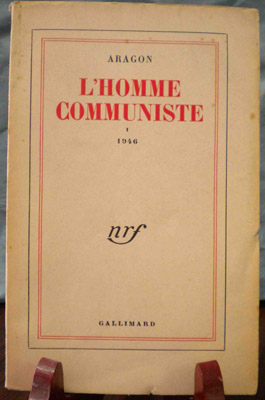 ARAGON
L'HOMME
COMMUNISTE
I
1946
nrf
GALLIMARD